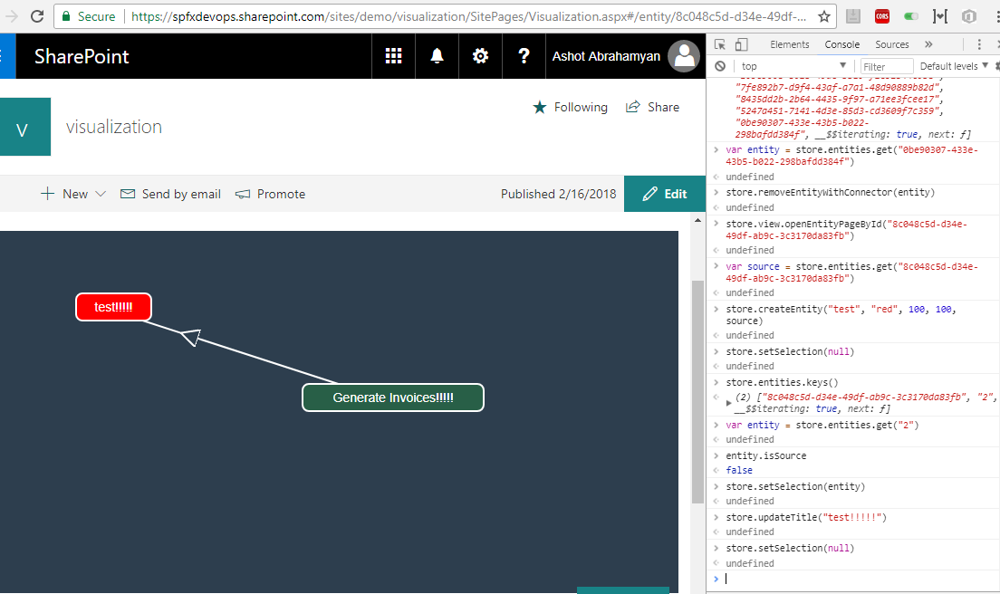 Secure https://spfxdevops.sharepoint.com/sites/demo/visualization/SitePages/Visualization.aspx#/entity/8c048c5d-d34e-49df-...
CORS
SharePoint
Ashot Abrahamyan
V
visualization
Following
Share
New
Send by email
Promote
Published 2/16/2018
Edit
test!!!!!
Generate Invoices!!!!!
Elements Console Sources »
top
Filter
Default levels
"7fe892b7-d9f4-43af-a7a1-48d90889b82d",
"8435dd2b-2b64-4435-9f97-a71ee3fcee17",
"5247a451-7141-4d3e-85d3-cd3609f7c359",
"0be90307-433e-43b5-b022-
298bafdd384f", __$$iterating: true, next: ƒ]
> var entity = store.entities.get("0be90307-433e-
43b5-b022-298bafdd384f")
undefined
> store.removeEntityWithConnector(entity)
undefined
> store.view.openEntityPageById("8c048c5d-d34e-
49df-ab9c-3c3170da83fb")
undefined
> var source = store.entities.get("8c048c5d-d34e-
49df-ab9c-3c3170da83fb")
undefined
> store.createEntity("test", "red", 100, 100,
source)
undefined
> store.setSelection(null)
undefined
> store.entities.keys()
(2) ["8c048c5d-d34e-49df-ab9c-3c3170da83fb", "2",
__$$iterating: true, next: ƒ]
> var entity = store.entities.get("2")
undefined
> entity.isSource
false
> store.setSelection(entity)
undefined
> store.updateTitle("test!!!!!")
undefined
> store.setSelection(null)
undefined
>